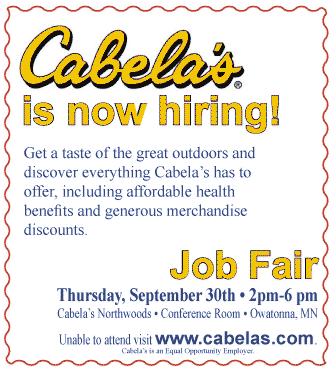 Cabela's®
is now hiring!
Get a taste of the great outdoors and
discover everything Cabela's has to
offer, including affordable health
benefits and generous merchandise
discounts.
Job Fair
Thursday, September 30th • 2pm-6 pm
Cabela's Northwoods • Conference Room • Owatonna, MN
Unable to attend visit www.cabelas.com.
Cabela's is an Equal Opportunity Employer.